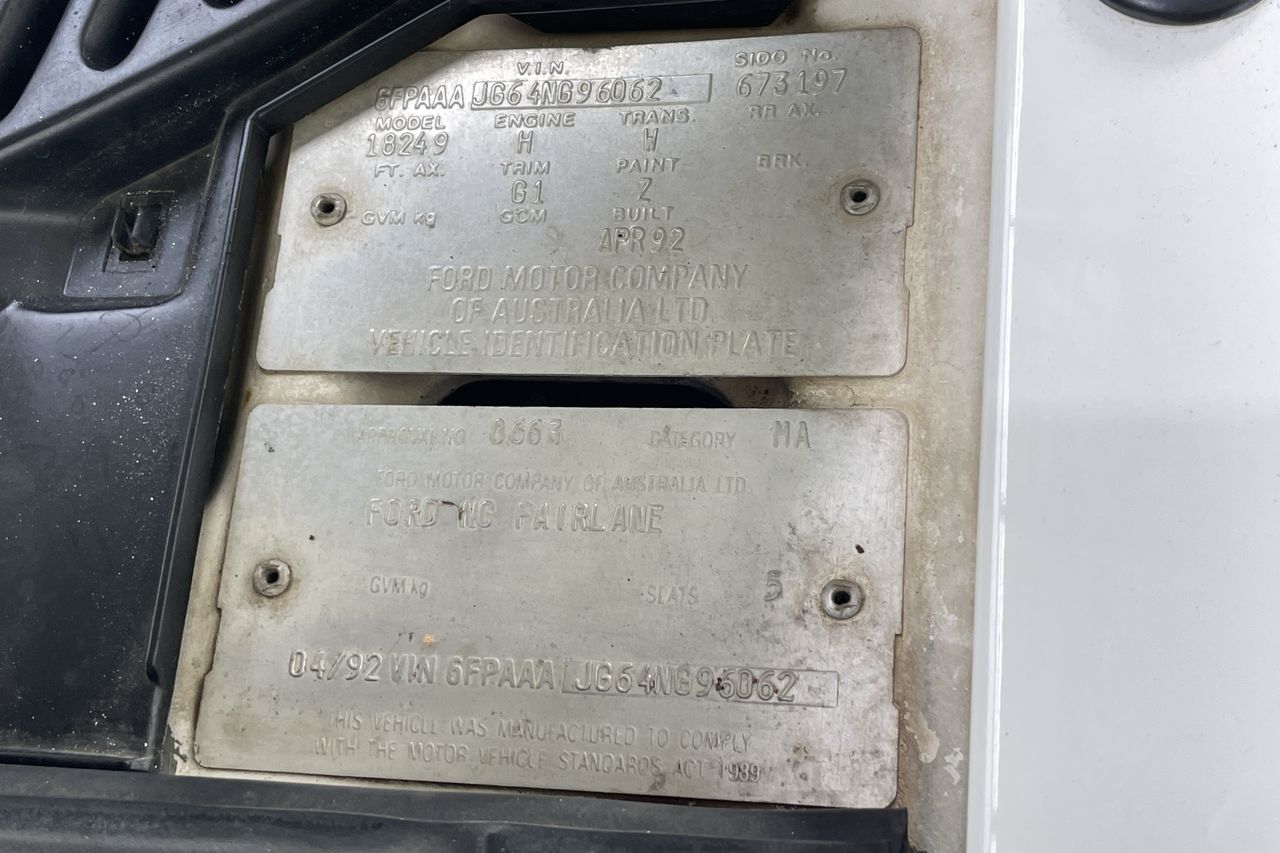 V.I.N. SIDO No.
6FPAAA JG64NG96062 673197
MODEL ENGINE TRANS. RR AX.
18249 H W
FT. AX. TRIM PAINT BRK.
G1 Z
GVM kg GCM BUILT
APR 92
FORD MOTOR COMPANY
OF AUSTRALIA LTD
VEHICLE IDENTIFICATION PLATE
APPROVAL NO 8663 CATEGORY MA
FORD MOTOR COMPANY OF AUSTRALIA LTD.
FORD NC FAIRLANE
GVM kg SEATS 5
04/92 VIN 6FPAAA JG64NG96062
THIS VEHICLE WAS MANUFACTURED TO COMPLY
WITH THE MOTOR VEHICLE STANDARDS ACT 1989